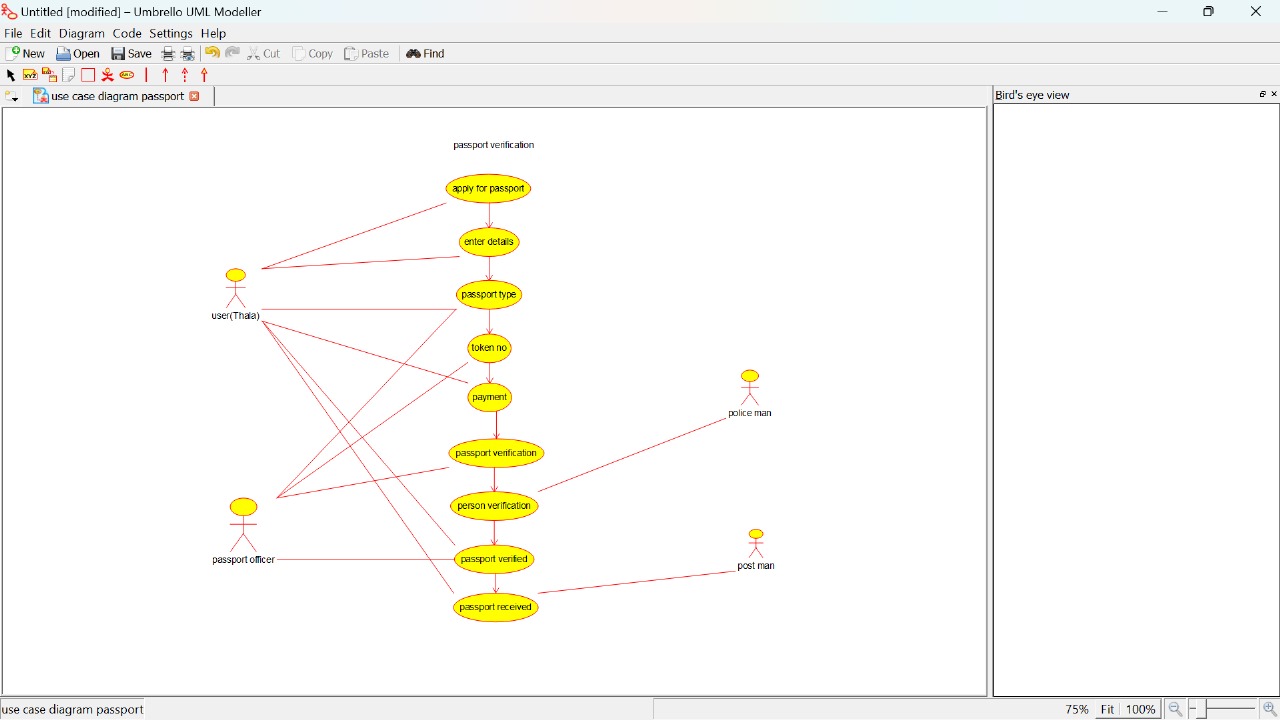 Untitled [modified] – Umbrello UML Modeller
File Edit Diagram Code Settings Help
New Open Save Cut Copy Paste Find
XYZ ABC
use case diagram passport
Bird's eye view
passport verification
apply for passport
enter details
passport type
user(Thala)
token no
payment
police man
passport verification
person verification
passport officer
passport verified
post man
passport received
use case diagram passport
75% Fit 100%